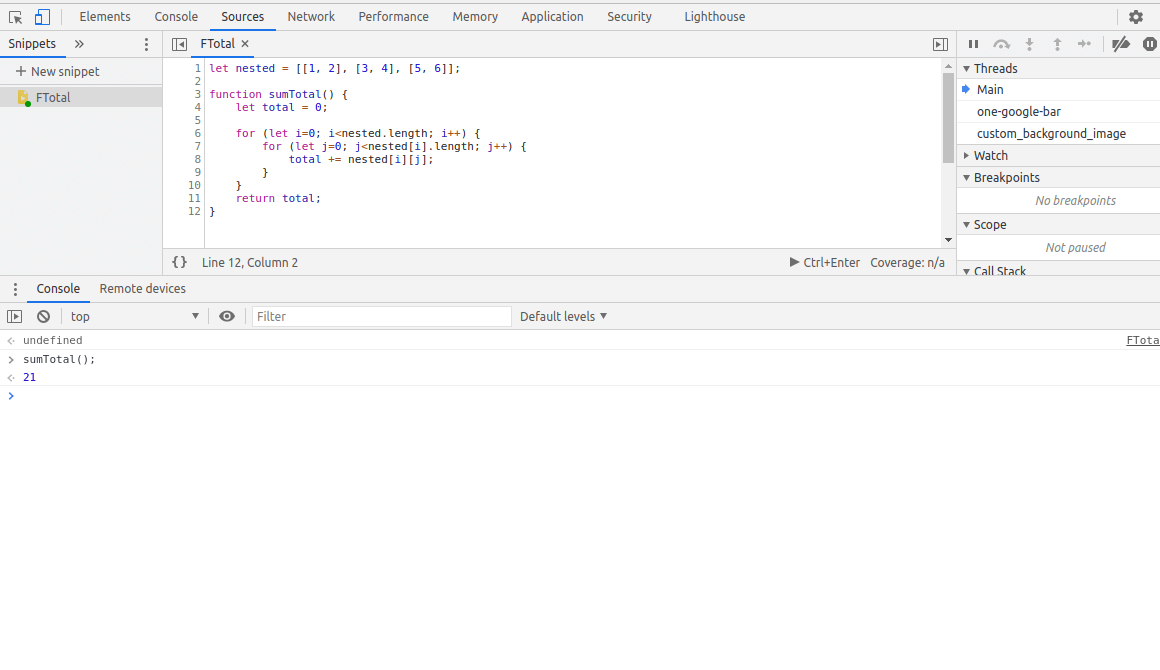 Elements Console Sources Network Performance Memory Application Security Lighthouse
Snippets » FTotal ×
+ New snippet
FTotal
1 let nested = [[1, 2], [3, 4], [5, 6]];
2
3 function sumTotal() {
4     let total = 0;
5
6     for (let i=0; i<nested.length; i++) {
7         for (let j=0; j<nested[i].length; j++) {
8             total += nested[i][j];
9         }
10     }
11     return total;
12 }
{} Line 12, Column 2 Ctrl+Enter Coverage: n/a
Threads
Main
one-google-bar
custom_background_image
Watch
Breakpoints
No breakpoints
Scope
Not paused
Call Stack
Console Remote devices
top Filter Default levels
undefined FTota
sumTotal();
21